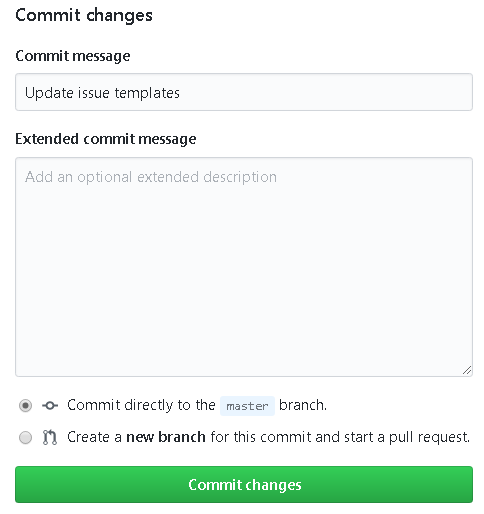 Commit changes
Commit message
Update issue templates
Extended commit message
Add an optional extended description
Commit directly to the master branch.
Create a new branch for this commit and start a pull request.
Commit changes